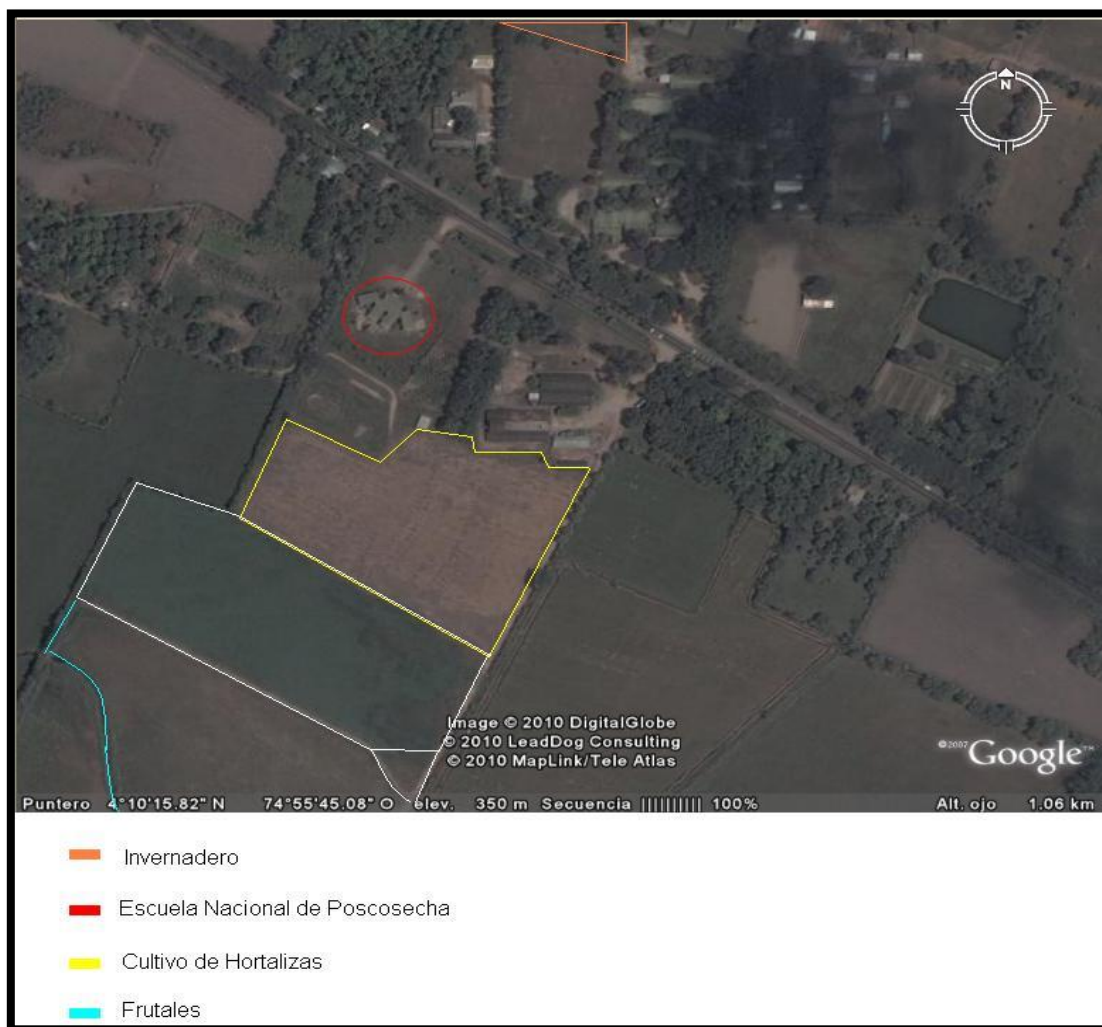 N
Image © 2010 DigitalGlobe
© 2010 LeadDog Consulting
© 2010 MapLink/Tele Atlas
©2007 Google™
Puntero 4°10'15.82" N 74°55'45.08" O elev. 350 m Secuencia |||||||||| 100% Alt. ojo 1.06 km
Invernadero
Escuela Nacional de Poscosecha
Cultivo de Hortalizas
Frutales